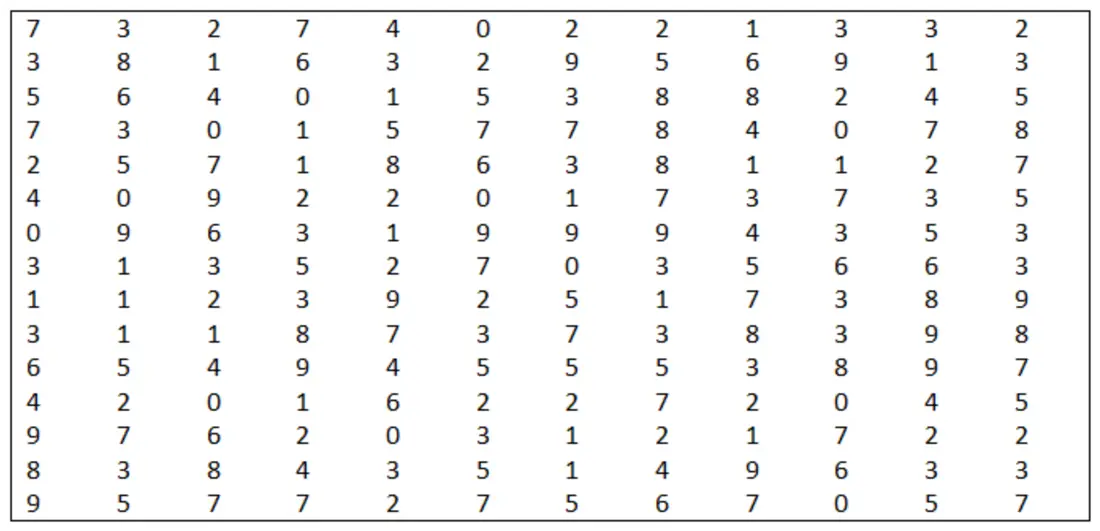 7 3 2 7 4 0 2 2 1 3 3 2
3 8 1 6 3 2 9 5 6 9 1 3
5 6 4 0 1 5 3 8 8 2 4 5
7 3 0 1 5 7 7 8 4 0 7 8
2 5 7 1 8 6 3 8 1 1 2 7
4 0 9 2 2 0 1 7 3 7 3 5
0 9 6 3 1 9 9 9 4 3 5 3
3 1 3 5 2 7 0 3 5 6 6 3
1 1 2 3 9 2 5 1 7 3 8 9
3 1 1 8 7 3 7 3 8 3 9 8
6 5 4 9 4 5 5 5 3 8 9 7
4 2 0 1 6 2 2 7 2 0 4 5
9 7 6 2 0 3 1 2 1 7 2 2
8 3 8 4 3 5 1 4 9 6 3 3
9 5 7 7 2 7 5 6 7 0 5 7